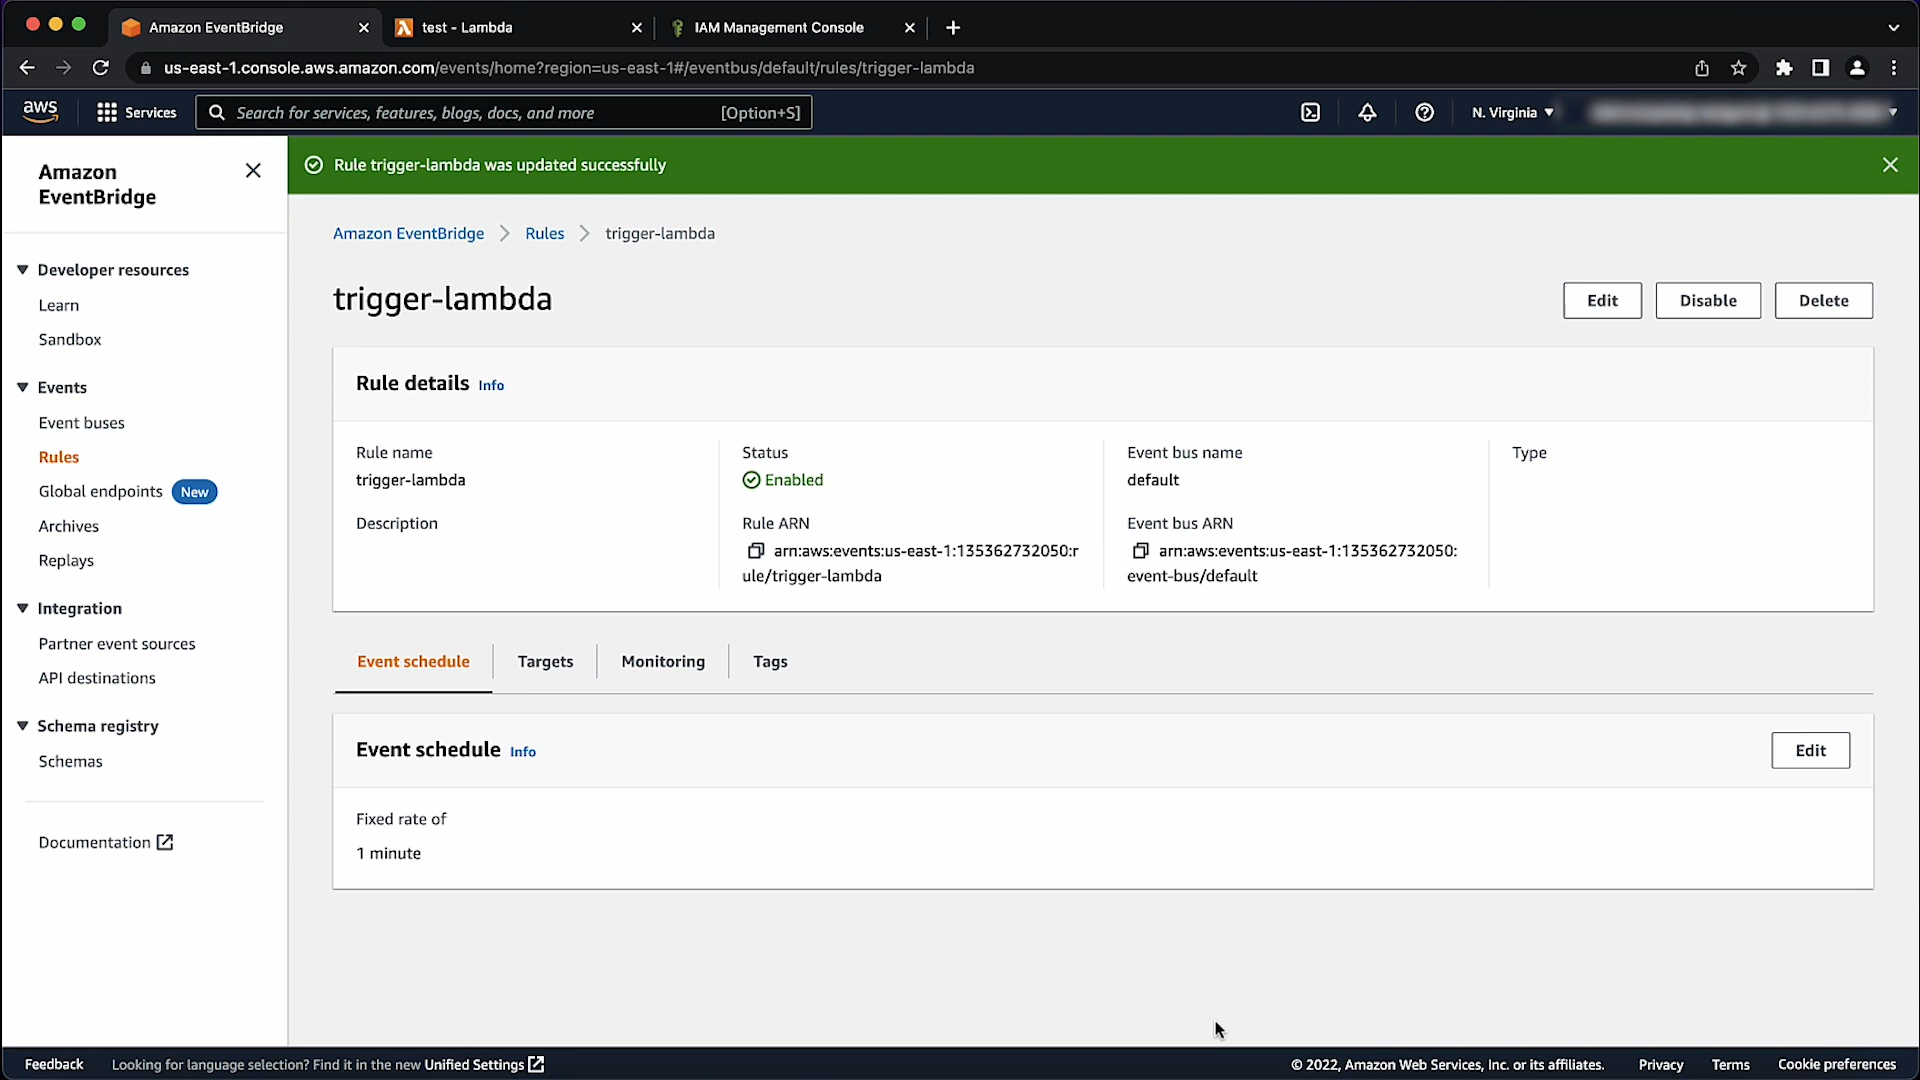 Amazon EventBridge
test - Lambda
IAM Management Console
us-east-1.console.aws.amazon.com/events/home?region=us-east-1#/eventbus/default/rules/trigger-lambda
aws
Services
Search for services, features, blogs, docs, and more
[Option+S]
N. Virginia
Amazon
EventBridge
Developer resources
Learn
Sandbox
Events
Event buses
Rules
Global endpoints New
Archives
Replays
Integration
Partner event sources
API destinations
Schema registry
Schemas
Documentation
Rule trigger-lambda was updated successfully
Amazon EventBridge
Rules
trigger-lambda
trigger-lambda
Edit
Disable
Delete
Rule details Info
Rule name
trigger-lambda
Description
Status
Enabled
Rule ARN
arn:aws:events:us-east-1:135362732050:r
ule/trigger-lambda
Event bus name
default
Event bus ARN
arn:aws:events:us-east-1:135362732050:
event-bus/default
Type
Event schedule
Targets
Monitoring
Tags
Event schedule Info
Edit
Fixed rate of
1 minute
Feedback
Looking for language selection? Find it in the new Unified Settings
© 2022, Amazon Web Services, Inc. or its affiliates.
Privacy
Terms
Cookie preferences